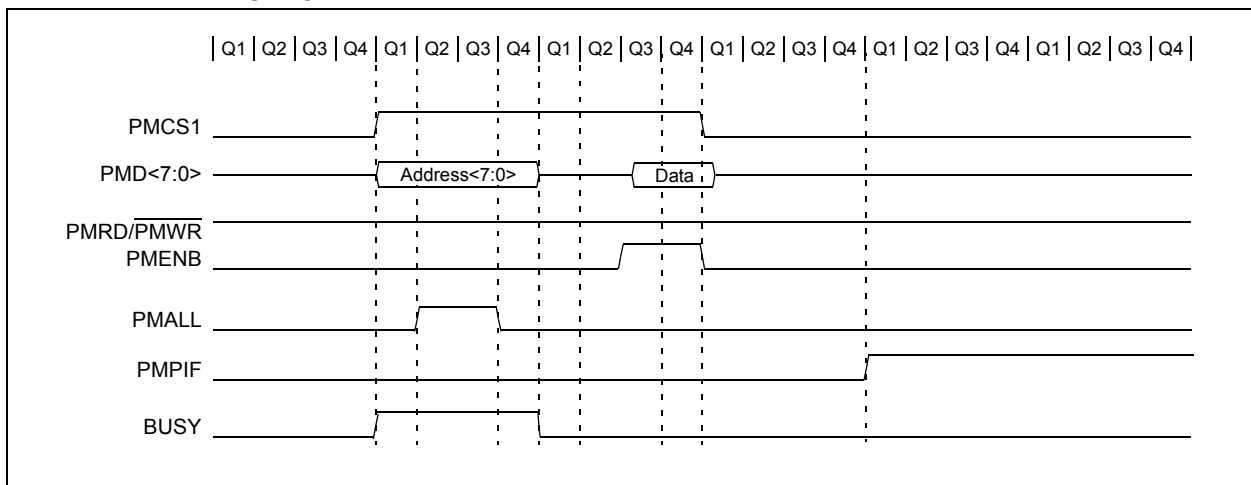 Q1 Q2 Q3 Q4 Q1 Q2 Q3 Q4 Q1 Q2 Q3 Q4 Q1 Q2 Q3 Q4 Q1 Q2 Q3 Q4 Q1 Q2 Q3 Q4
PMCS1
PMD<7:0> Address<7:0> Data
PMRD/PMWR
PMENB
PMALL
PMPIF
BUSY